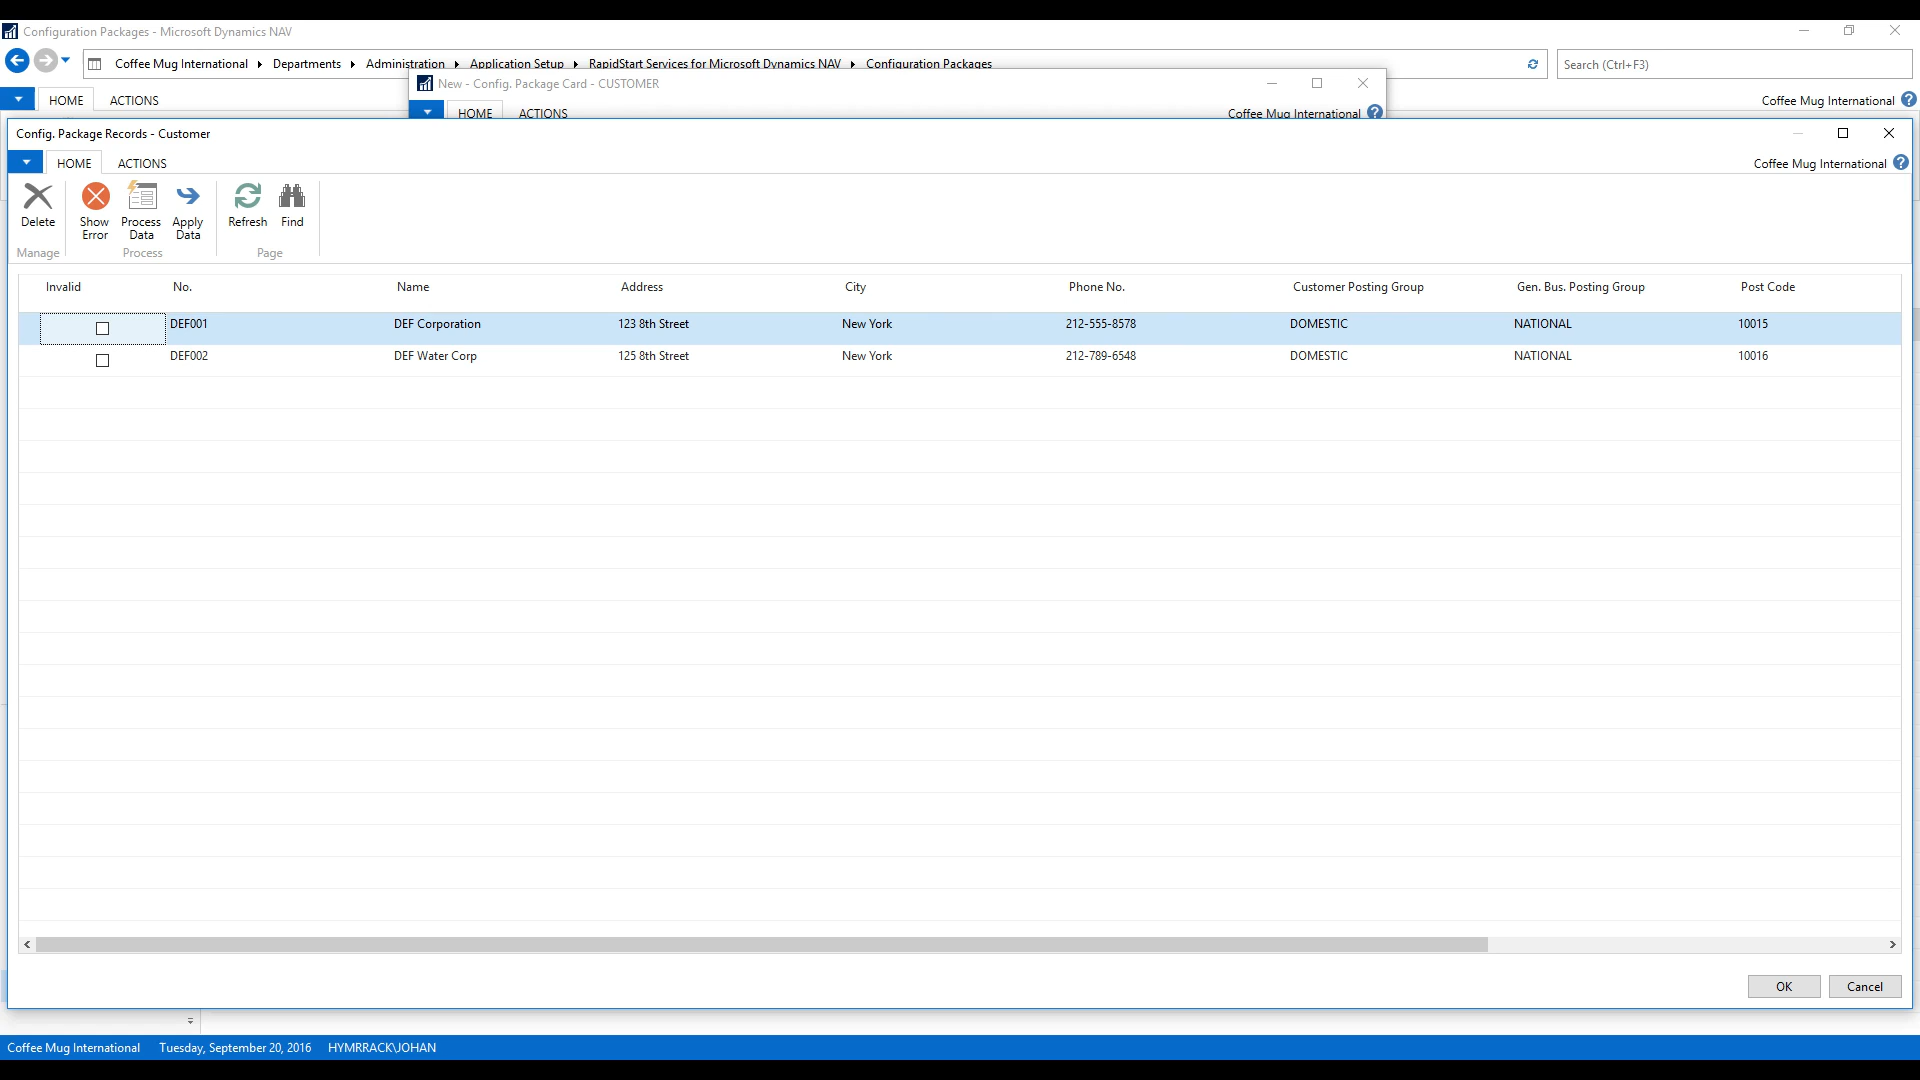 Configuration Packages - Microsoft Dynamics NAV
Coffee Mug International Departments Administration Application Setup RapidStart Services for Microsoft Dynamics NAV Configuration Packages
Search (Ctrl+F3)
New - Config. Package Card - CUSTOMER
HOME ACTIONS
Coffee Mug International
HOME ACTIONS
Coffee Mug International
Config. Package Records - Customer
HOME ACTIONS
Coffee Mug International
Delete
Show Process Apply
Error Data Data
Refresh Find
Manage Process Page
Invalid No. Name Address City Phone No. Customer Posting Group Gen. Bus. Posting Group Post Code
DEF001 DEF Corporation 123 8th Street New York 212-555-8578 DOMESTIC NATIONAL 10015
DEF002 DEF Water Corp 125 8th Street New York 212-789-6548 DOMESTIC NATIONAL 10016
OK Cancel
Coffee Mug International Tuesday, September 20, 2016 HYMRRACK\JOHAN